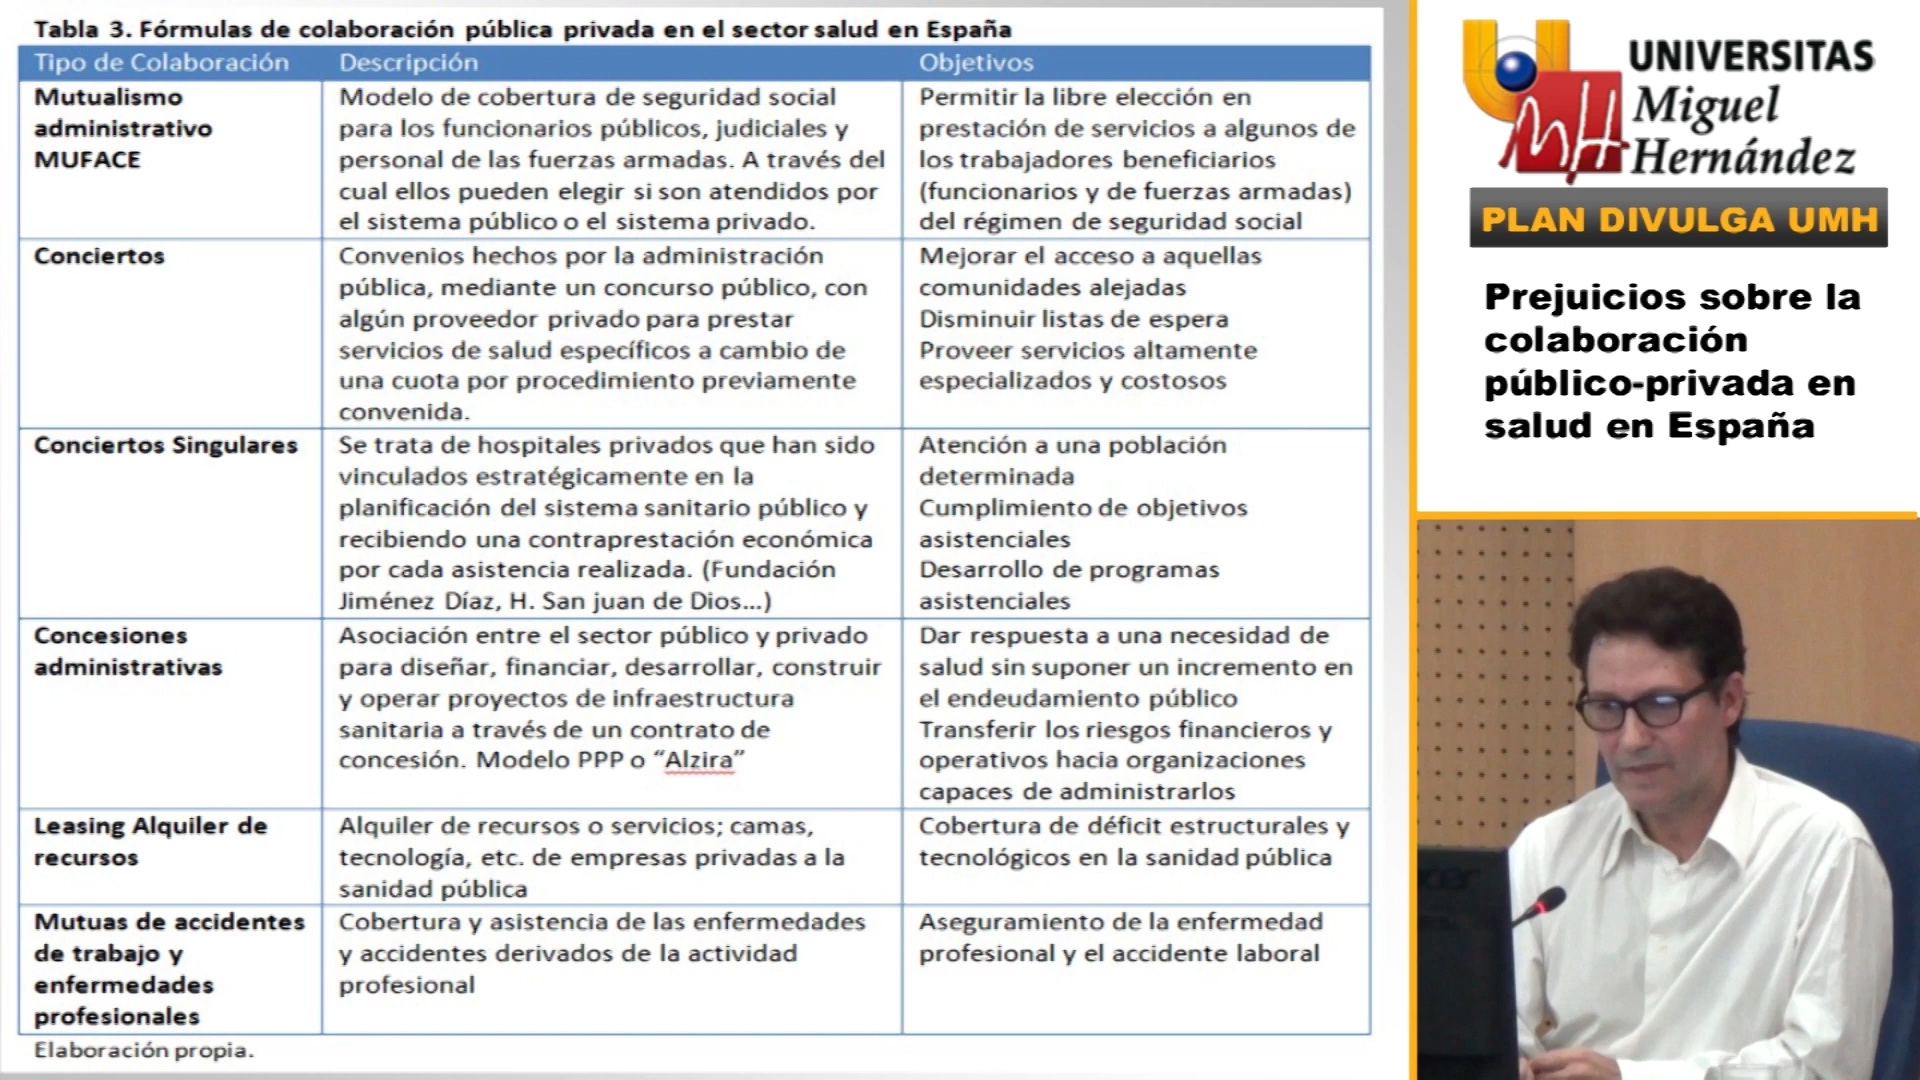 Tabla 3. Fórmulas de colaboración pública privada en el sector salud en España
Tipo de Colaboración
Descripción
Objetivos
Mutualismo
administrativo
MUFACE
Modelo de cobertura de seguridad social
para los funcionarios públicos, judiciales y
personal de las fuerzas armadas. A través del
cual ellos pueden elegir si son atendidos por
el sistema público o el sistema privado.
Permitir la libre elección en
prestación de servicios a algunos de
los trabajadores beneficiarios
(funcionarios y de fuerzas armadas)
del régimen de seguridad social
Conciertos
Convenios hechos por la administración
pública, mediante un concurso público, con
algún proveedor privado para prestar
servicios de salud específicos a cambio de
una cuota por procedimiento previamente
convenida.
Mejorar el acceso a aquellas
comunidades alejadas
Disminuir listas de espera
Proveer servicios altamente
especializados y costosos
Conciertos Singulares
Se trata de hospitales privados que han sido
vinculados estratégicamente en la
planificación del sistema sanitario público y
recibiendo una contraprestación económica
por cada asistencia realizada. (Fundación
Jiménez Díaz, H. San juan de Dios...)
Atención a una población
determinada
Cumplimiento de objetivos
asistenciales
Desarrollo de programas
asistenciales
Concesiones
administrativas
Asociación entre el sector público y privado
para diseñar, financiar, desarrollar, construir
y operar proyectos de infraestructura
sanitaria a través de un contrato de
concesión. Modelo PPP o “Alzira”
Dar respuesta a una necesidad de
salud sin suponer un incremento en
el endeudamiento público
Transferir los riesgos financieros y
operativos hacia organizaciones
capaces de administrarlos
Leasing Alquiler de
recursos
Alquiler de recursos o servicios; camas,
tecnología, etc. de empresas privadas a la
sanidad pública
Cobertura de déficit estructurales y
tecnológicos en la sanidad pública
Mutuas de accidentes
de trabajo y
enfermedades
profesionales
Cobertura y asistencia de las enfermedades
y accidentes derivados de la actividad
profesional
Aseguramiento de la enfermedad
profesional y el accidente laboral
Elaboración propia.
UMH
UNIVERSITAS
Miguel
Hernández
PLAN DIVULGA UMH
Prejuicios sobre la
colaboración
público-privada en
salud en España